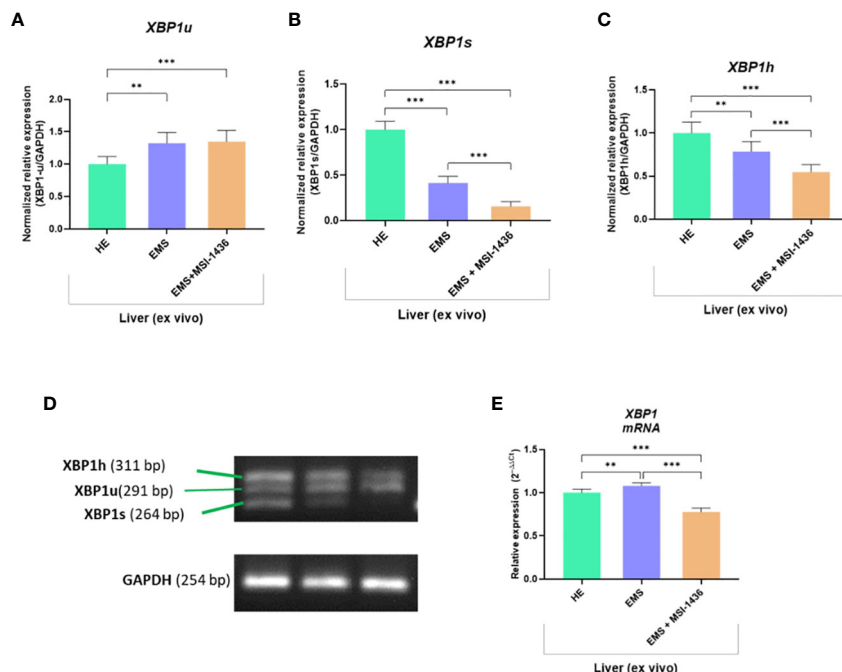 A
XBP1u
Normalized relative expression
(XBP1-u/GAPDH)
2.0
1.5
1.0
0.5
0.0
**
***
HE
EMS
EMS+MSI-1436
Liver (ex vivo)
B
XBP1s
Normalized relative expression
(XBP1s/GAPDH)
1.5
1.0
0.5
0.0
***
***
***
HE
EMS
EMS + MSI-1436
Liver (ex vivo)
C
XBP1h
Normalized relative expression
(XBP1h/GAPDH)
1.5
1.0
0.5
0.0
***
**
***
HE
EMS
EMS + MSI-1436
Liver (ex vivo)
D
XBP1h (311 bp)
XBP1u(291 bp)
XBP1s (264 bp)
GAPDH (254 bp)
E
XBP1
mRNA
Relative expression (2^-ΔΔCt)
1.5
1.0
0.5
0.0
***
**
***
HE
EMS
EMS + MSI-1436
Liver (ex vivo)